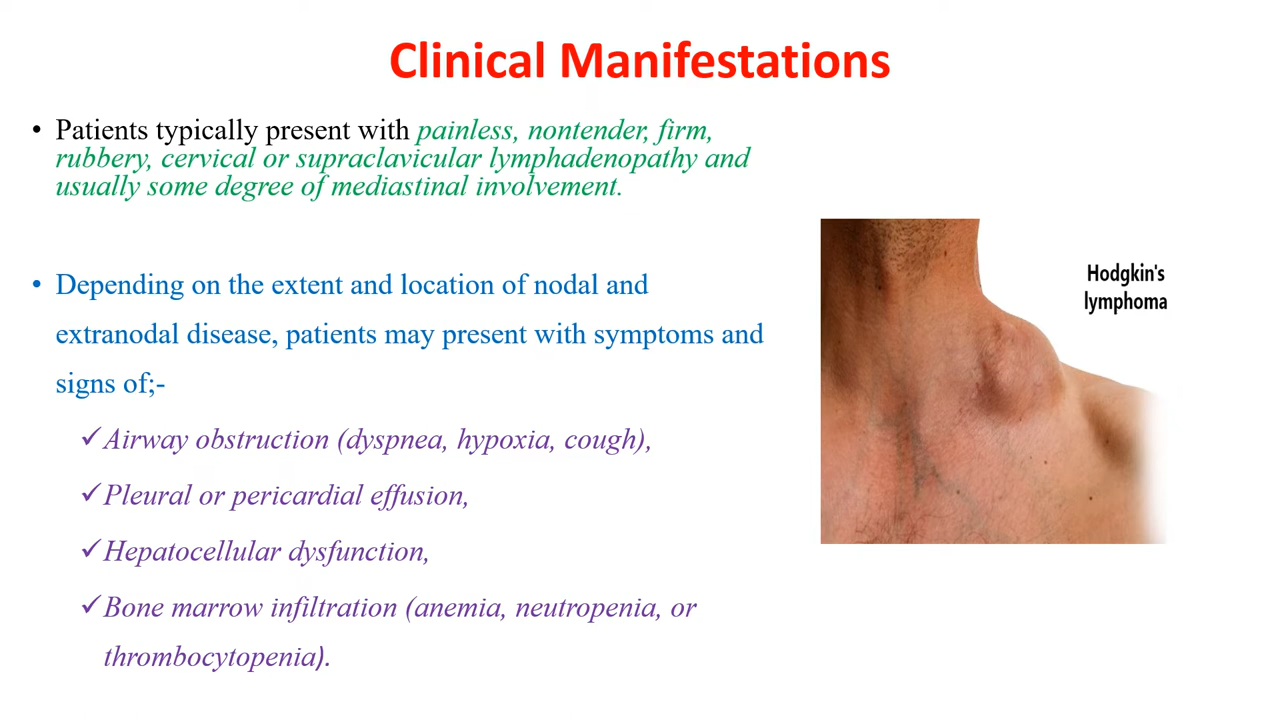 Clinical Manifestations
• Patients typically present with painless, nontender, firm,
rubbery, cervical or supraclavicular lymphadenopathy and
usually some degree of mediastinal involvement.
• Depending on the extent and location of nodal and
extranodal disease, patients may present with symptoms and
signs of;-
✓Airway obstruction (dyspnea, hypoxia, cough),
✓Pleural or pericardial effusion,
✓Hepatocellular dysfunction,
✓Bone marrow infiltration (anemia, neutropenia, or
thrombocytopenia).
Hodgkin's
lymphoma